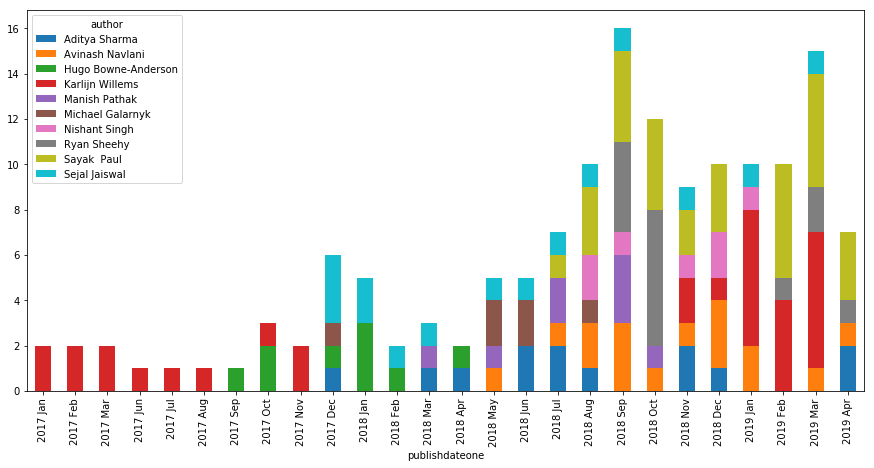 author
Aditya Sharma
Avinash Navlani
Hugo Bowne-Anderson
Karlijn Willems
Manish Pathak
Michael Galarnyk
Nishant Singh
Ryan Sheehy
Sayak  Paul
Sejal Jaiswal
16
14
12
10
8
6
4
2
0
2017 Jan
2017 Feb
2017 Mar
2017 Jun
2017 Jul
2017 Aug
2017 Sep
2017 Oct
2017 Nov
2017 Dec
2018 Jan
2018 Feb
2018 Mar
2018 Apr
2018 May
2018 Jun
2018 Jul
2018 Aug
2018 Sep
2018 Oct
2018 Nov
2018 Dec
2019 Jan
2019 Feb
2019 Mar
2019 Apr
publishdateone